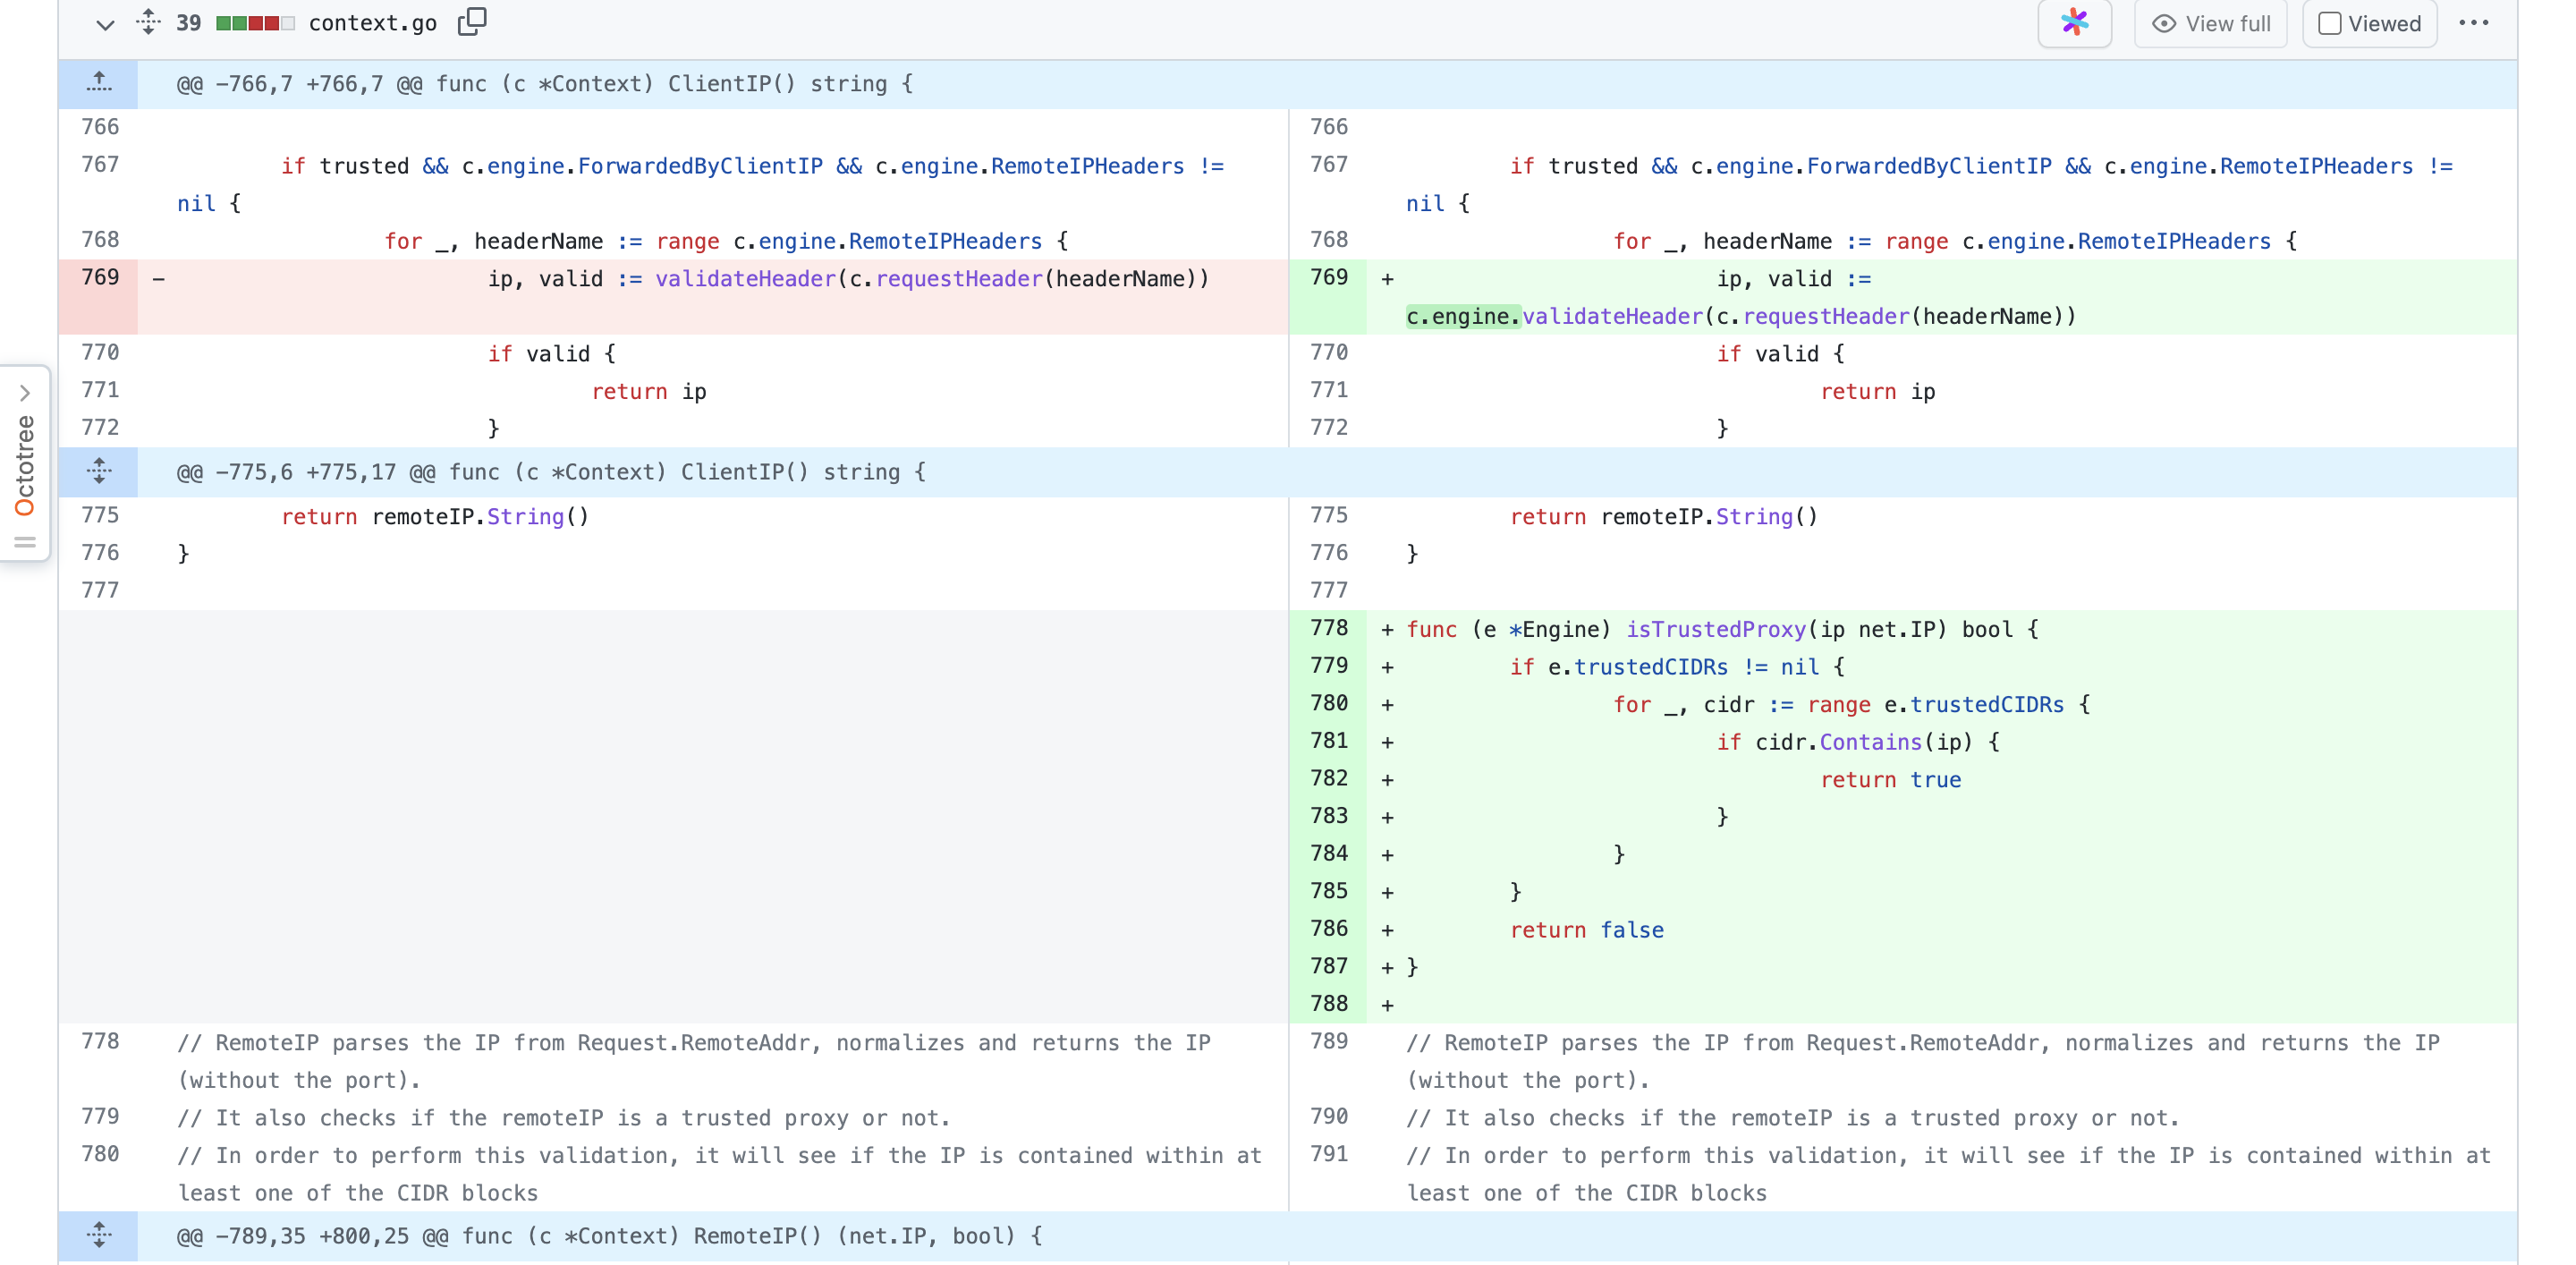 39 context.go View full Viewed
@@ -766,7 +766,7 @@ func (c *Context) ClientIP() string {
766
767 if trusted && c.engine.ForwardedByClientIP && c.engine.RemoteIPHeaders !=
nil {
768 for _, headerName := range c.engine.RemoteIPHeaders {
769 - ip, valid := validateHeader(c.requestHeader(headerName))
770 if valid {
771 return ip
772 }
766
767 if trusted && c.engine.ForwardedByClientIP && c.engine.RemoteIPHeaders !=
nil {
768 for _, headerName := range c.engine.RemoteIPHeaders {
769 + ip, valid :=
c.engine.validateHeader(c.requestHeader(headerName))
770 if valid {
771 return ip
772 }
@@ -775,6 +775,17 @@ func (c *Context) ClientIP() string {
775 return remoteIP.String()
776 }
777
775 return remoteIP.String()
776 }
777
778 + func (e *Engine) isTrustedProxy(ip net.IP) bool {
779 + if e.trustedCIDRs != nil {
780 + for _, cidr := range e.trustedCIDRs {
781 + if cidr.Contains(ip) {
782 + return true
783 + }
784 + }
785 + }
786 + return false
787 + }
788 +
778 // RemoteIP parses the IP from Request.RemoteAddr, normalizes and returns the IP
(without the port).
779 // It also checks if the remoteIP is a trusted proxy or not.
780 // In order to perform this validation, it will see if the IP is contained within at
least one of the CIDR blocks
789 // RemoteIP parses the IP from Request.RemoteAddr, normalizes and returns the IP
(without the port).
790 // It also checks if the remoteIP is a trusted proxy or not.
791 // In order to perform this validation, it will see if the IP is contained within at
least one of the CIDR blocks
@@ -789,35 +800,25 @@ func (c *Context) RemoteIP() (net.IP, bool) {
Octotree